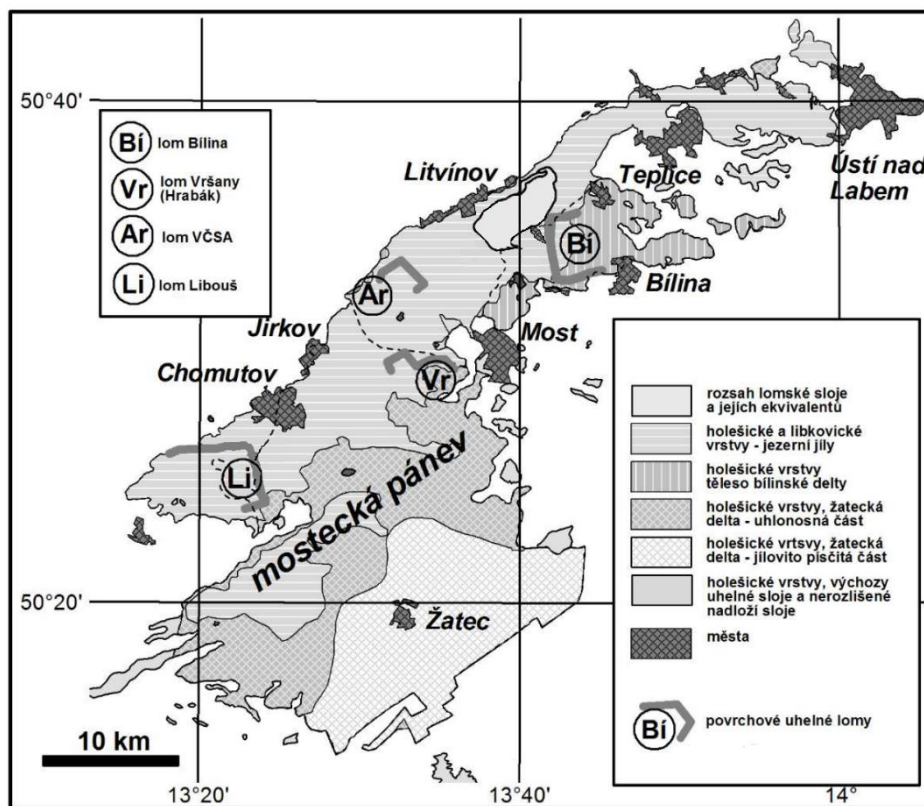 50°40'
Bí lom Bílina
Vr lom Vršany
(Hrabák)
Ar lom VČSA
Li lom Libouš
Litvínov
Teplice
Ústí nad
Labem
Bí
Bílina
Ar
Jirkov
Most
Chomutov
Vr
Li
mostecká pánev
50°20'
Žatec
10 km
13°20'
13°40'
14°
rozsah lomské sloje
a jejích ekvivalentů
holešické a libkovické
vrstvy - jezerní jíly
holešické vrstvy
těleso bílinské delty
holešické vrstvy, žatecká
delta - uhlonosná část
holešické vrtsvy, žatecká
delta - jílovito písčitá část
holešické vrstvy, výchozy
uhelné sloje a nerozlišené
nadloží sloje
města
Bí povrchové uhelné lomy